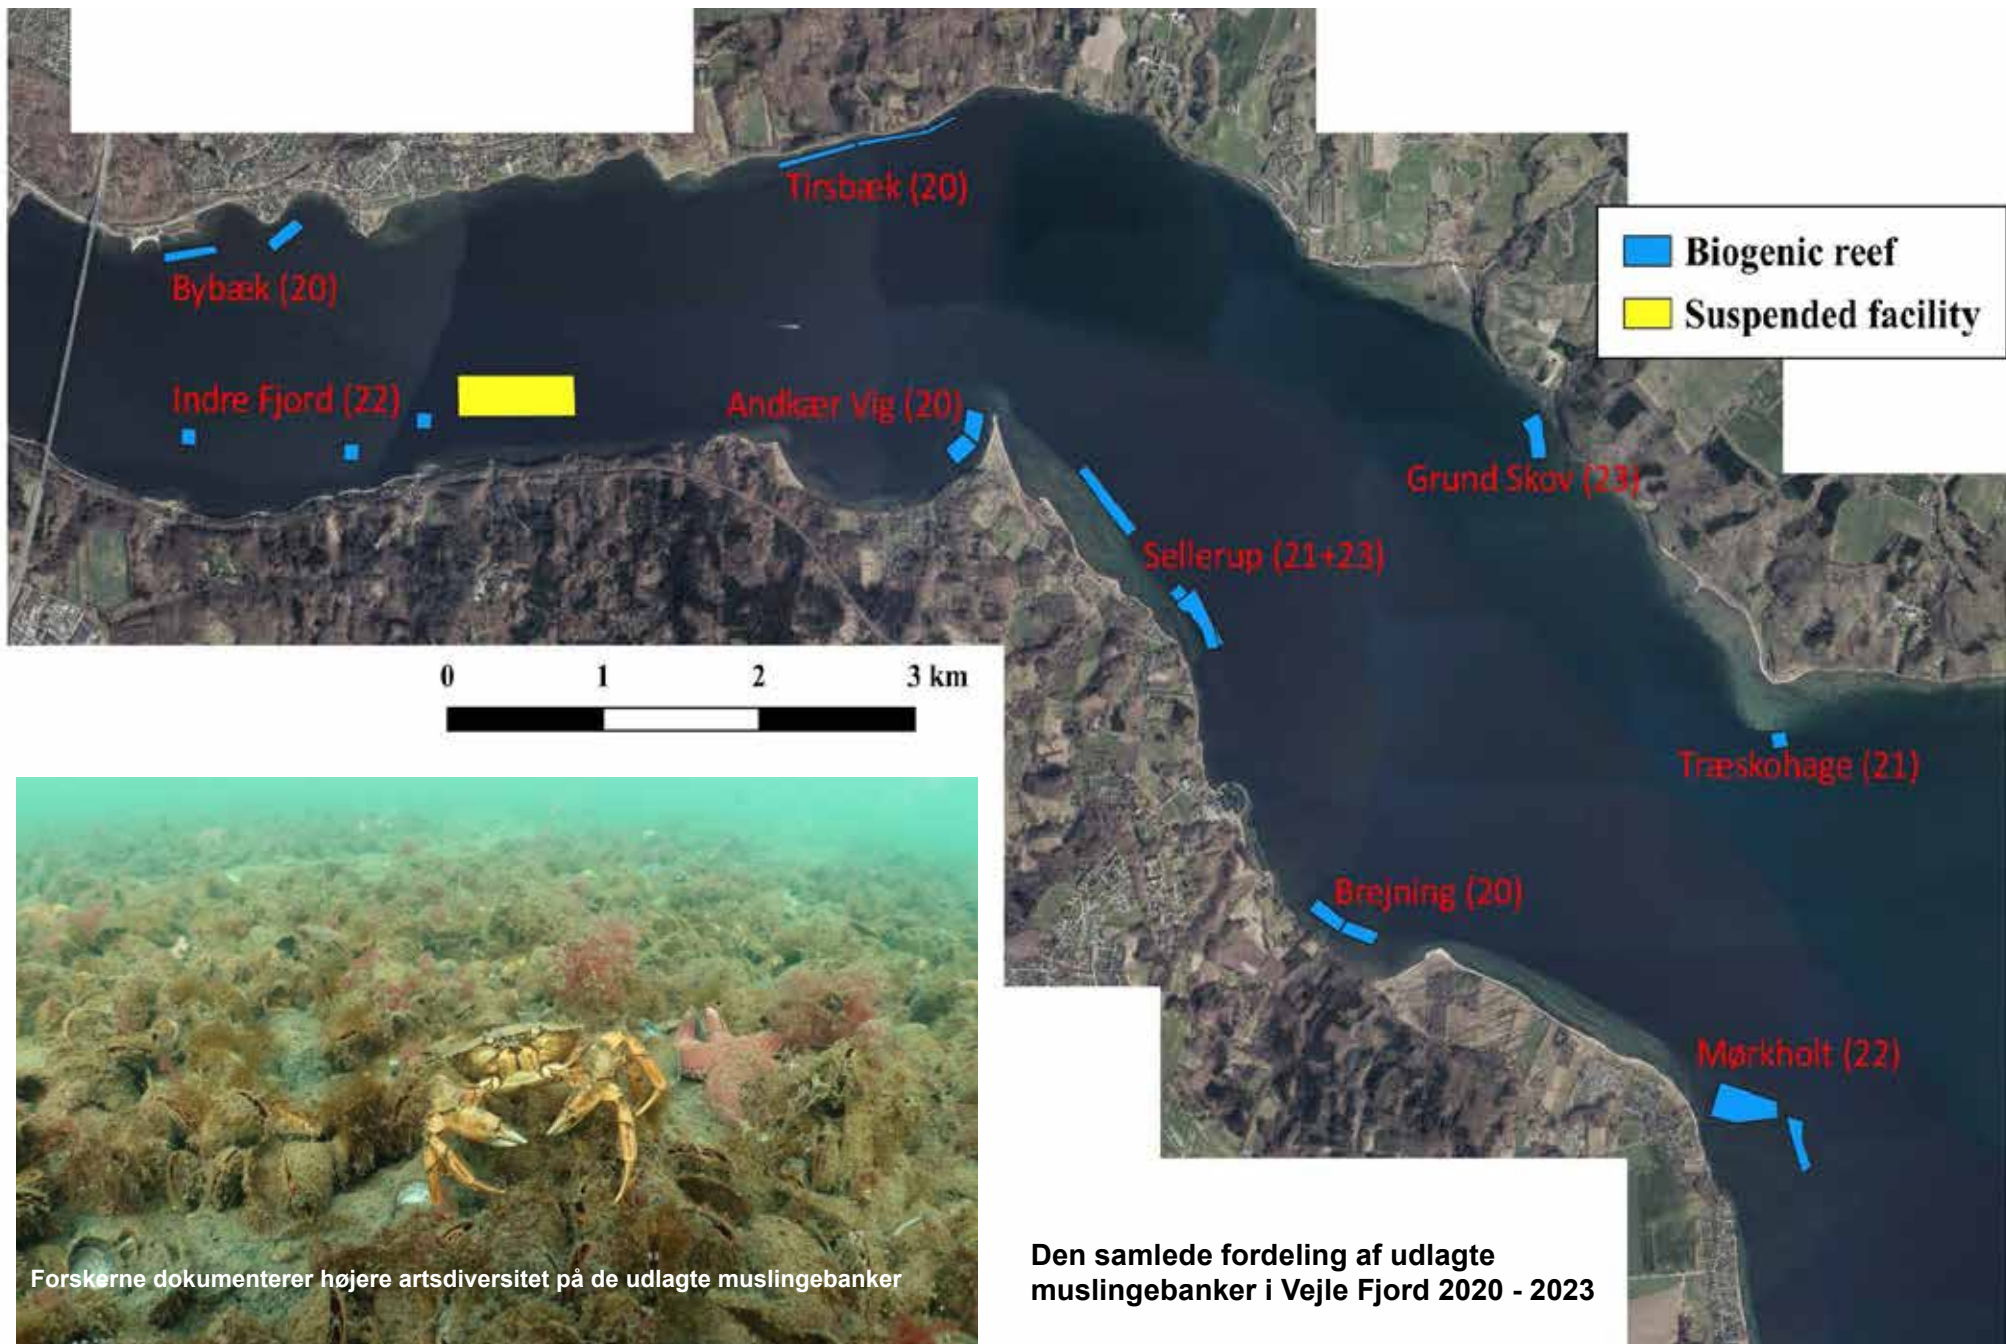 Tirsbæk (20)
Bybæk (20)
Biogenic reef
Suspended facility
Indre Fjord (22)
Andkær Vig (20)
Grund Skov (23)
Sellerup (21+23)
0 1 2 3 km
Træskohage (21)
Brejning (20)
Mørkholt (22)
Forskerne dokumenterer højere artsdiversitet på de udlagte muslingebanker
Den samlede fordeling af udlagte
muslingebanker i Vejle Fjord 2020 - 2023